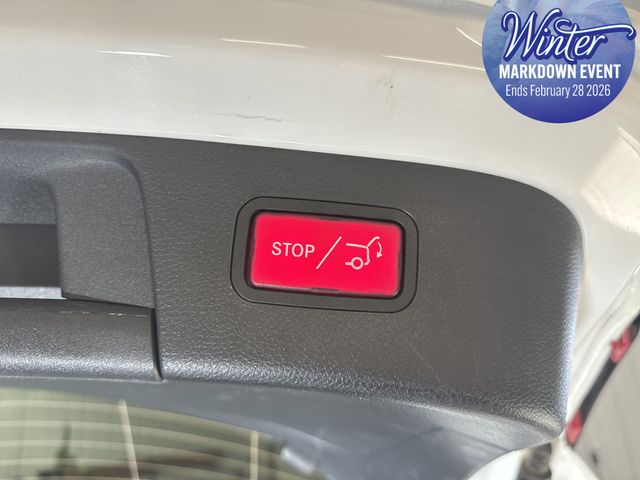 Winter
MARKDOWN EVENT
Ends February 28 2026
STOP/